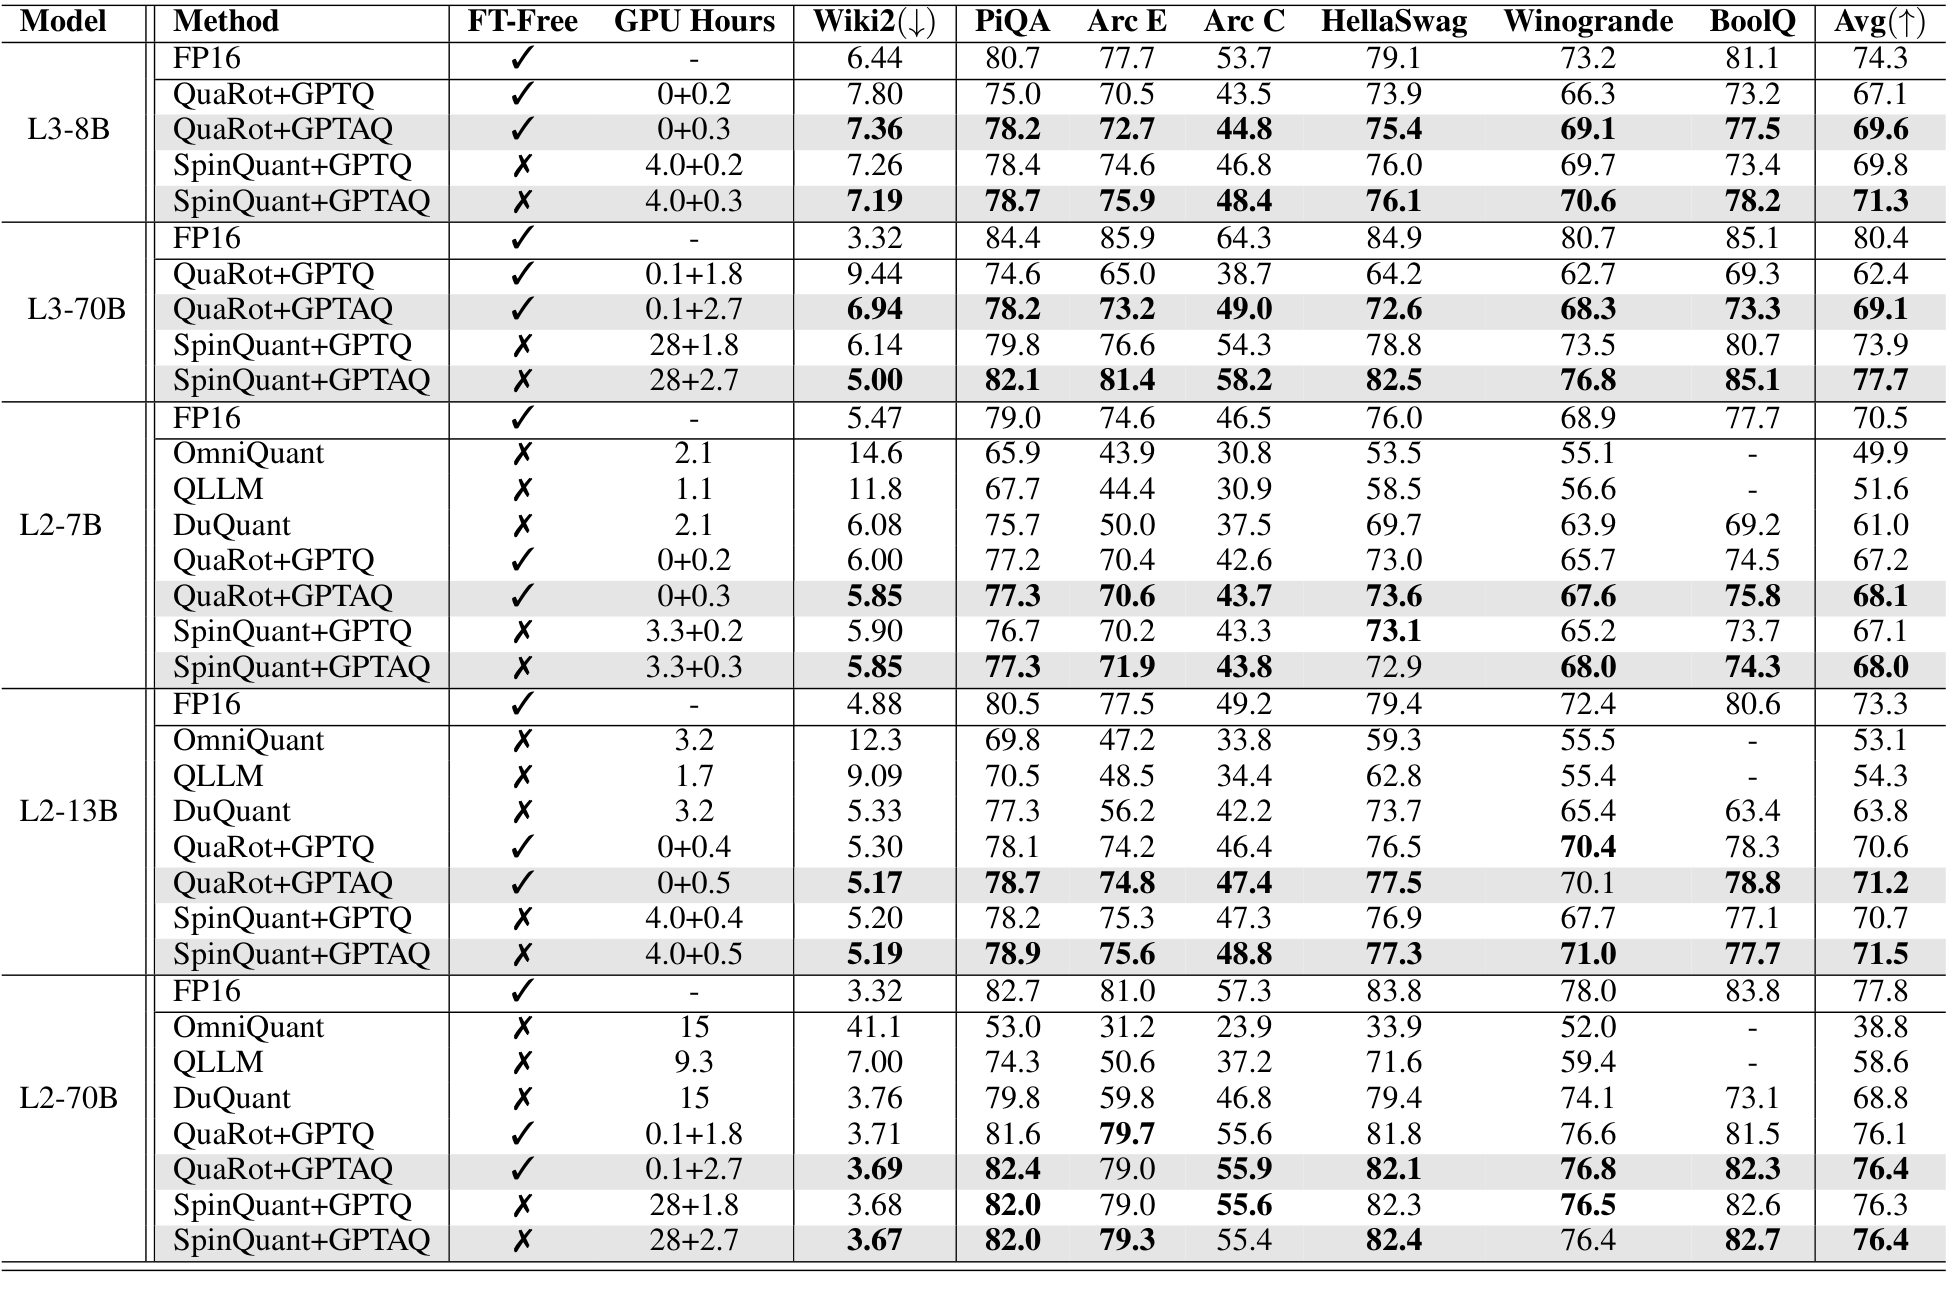 Model Method FT-Free GPU Hours Wiki2(↓) PiQA Arc E Arc C HellaSwag Winogrande BoolQ Avg(↑)
L3-8B
FP16 ✓ - 6.44 80.7 77.7 53.7 79.1 73.2 81.1 74.3
QuaRot+GPTQ ✓ 0+0.2 7.80 75.0 70.5 43.5 73.9 66.3 73.2 67.1
QuaRot+GPTAQ ✓ 0+0.3 7.36 78.2 72.7 44.8 75.4 69.1 77.5 69.6
SpinQuant+GPTQ ✗ 4.0+0.2 7.26 78.4 74.6 46.8 76.0 69.7 73.4 69.8
SpinQuant+GPTAQ ✗ 4.0+0.3 7.19 78.7 75.9 48.4 76.1 70.6 78.2 71.3
L3-70B
FP16 ✓ - 3.32 84.4 85.9 64.3 84.9 80.7 85.1 80.4
QuaRot+GPTQ ✓ 0.1+1.8 9.44 74.6 65.0 38.7 64.2 62.7 69.3 62.4
QuaRot+GPTAQ ✓ 0.1+2.7 6.94 78.2 73.2 49.0 72.6 68.3 73.3 69.1
SpinQuant+GPTQ ✗ 28+1.8 6.14 79.8 76.6 54.3 78.8 73.5 80.7 73.9
SpinQuant+GPTAQ ✗ 28+2.7 5.00 82.1 81.4 58.2 82.5 76.8 85.1 77.7
L2-7B
FP16 ✓ - 5.47 79.0 74.6 46.5 76.0 68.9 77.7 70.5
OmniQuant ✗ 2.1 14.6 65.9 43.9 30.8 53.5 55.1 - 49.9
QLLM ✗ 1.1 11.8 67.7 44.4 30.9 58.5 56.6 - 51.6
DuQuant ✗ 2.1 6.08 75.7 50.0 37.5 69.7 63.9 69.2 61.0
QuaRot+GPTQ ✓ 0+0.2 6.00 77.2 70.4 42.6 73.0 65.7 74.5 67.2
QuaRot+GPTAQ ✓ 0+0.3 5.85 77.3 70.6 43.7 73.6 67.6 75.8 68.1
SpinQuant+GPTQ ✗ 3.3+0.2 5.90 76.7 70.2 43.3 73.1 65.2 73.7 67.1
SpinQuant+GPTAQ ✗ 3.3+0.3 5.85 77.3 71.9 43.8 72.9 68.0 74.3 68.0
L2-13B
FP16 ✓ - 4.88 80.5 77.5 49.2 79.4 72.4 80.6 73.3
OmniQuant ✗ 3.2 12.3 69.8 47.2 33.8 59.3 55.5 - 53.1
QLLM ✗ 1.7 9.09 70.5 48.5 34.4 62.8 55.4 - 54.3
DuQuant ✗ 3.2 5.33 77.3 56.2 42.2 73.7 65.4 63.4 63.8
QuaRot+GPTQ ✓ 0+0.4 5.30 78.1 74.2 46.4 76.5 70.4 78.3 70.6
QuaRot+GPTAQ ✓ 0+0.5 5.17 78.7 74.8 47.4 77.5 70.1 78.8 71.2
SpinQuant+GPTQ ✗ 4.0+0.4 5.20 78.2 75.3 47.3 76.9 67.7 77.1 70.7
SpinQuant+GPTAQ ✗ 4.0+0.5 5.19 78.9 75.6 48.8 77.3 71.0 77.7 71.5
L2-70B
FP16 ✓ - 3.32 82.7 81.0 57.3 83.8 78.0 83.8 77.8
OmniQuant ✗ 15 41.1 53.0 31.2 23.9 33.9 52.0 - 38.8
QLLM ✗ 9.3 7.00 74.3 50.6 37.2 71.6 59.4 - 58.6
DuQuant ✗ 15 3.76 79.8 59.8 46.8 79.4 74.1 73.1 68.8
QuaRot+GPTQ ✓ 0.1+1.8 3.71 81.6 79.7 55.6 81.8 76.6 81.5 76.1
QuaRot+GPTAQ ✓ 0.1+2.7 3.69 82.4 79.0 55.9 82.1 76.8 82.3 76.4
SpinQuant+GPTQ ✗ 28+1.8 3.68 82.0 79.0 55.6 82.3 76.5 82.6 76.3
SpinQuant+GPTAQ ✗ 28+2.7 3.67 82.0 79.3 55.4 82.4 76.4 82.7 76.4